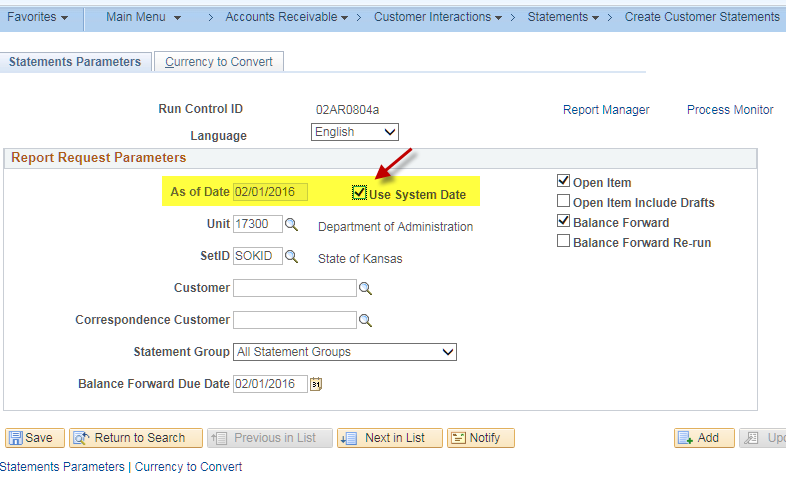 Favorites Main Menu > Accounts Receivable > Customer Interactions > Statements > Create Customer Statements
Statements Parameters Currency to Convert
Run Control ID 02AR0804a Report Manager Process Monitor
Language English
Report Request Parameters
As of Date 02/01/2016 Use System Date
Open Item
Open Item Include Drafts
Balance Forward
Balance Forward Re-run
Unit 17300 Department of Administration
SetID SOKID State of Kansas
Customer
Correspondence Customer
Statement Group All Statement Groups
Balance Forward Due Date 02/01/2016 31
Save Return to Search Previous in List Next in List Notify Add
Statements Parameters | Currency to Convert